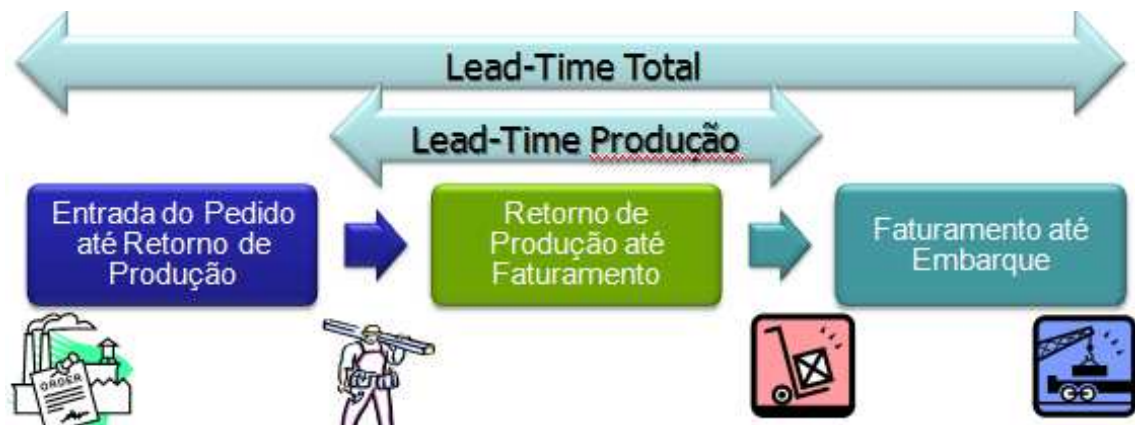 Lead-Time Total
Lead-Time Produção
Entrada do Pedido
até Retorno de
Produção
Retorno de
Produção até
Faturamento
Faturamento até
Embarque
ORDER